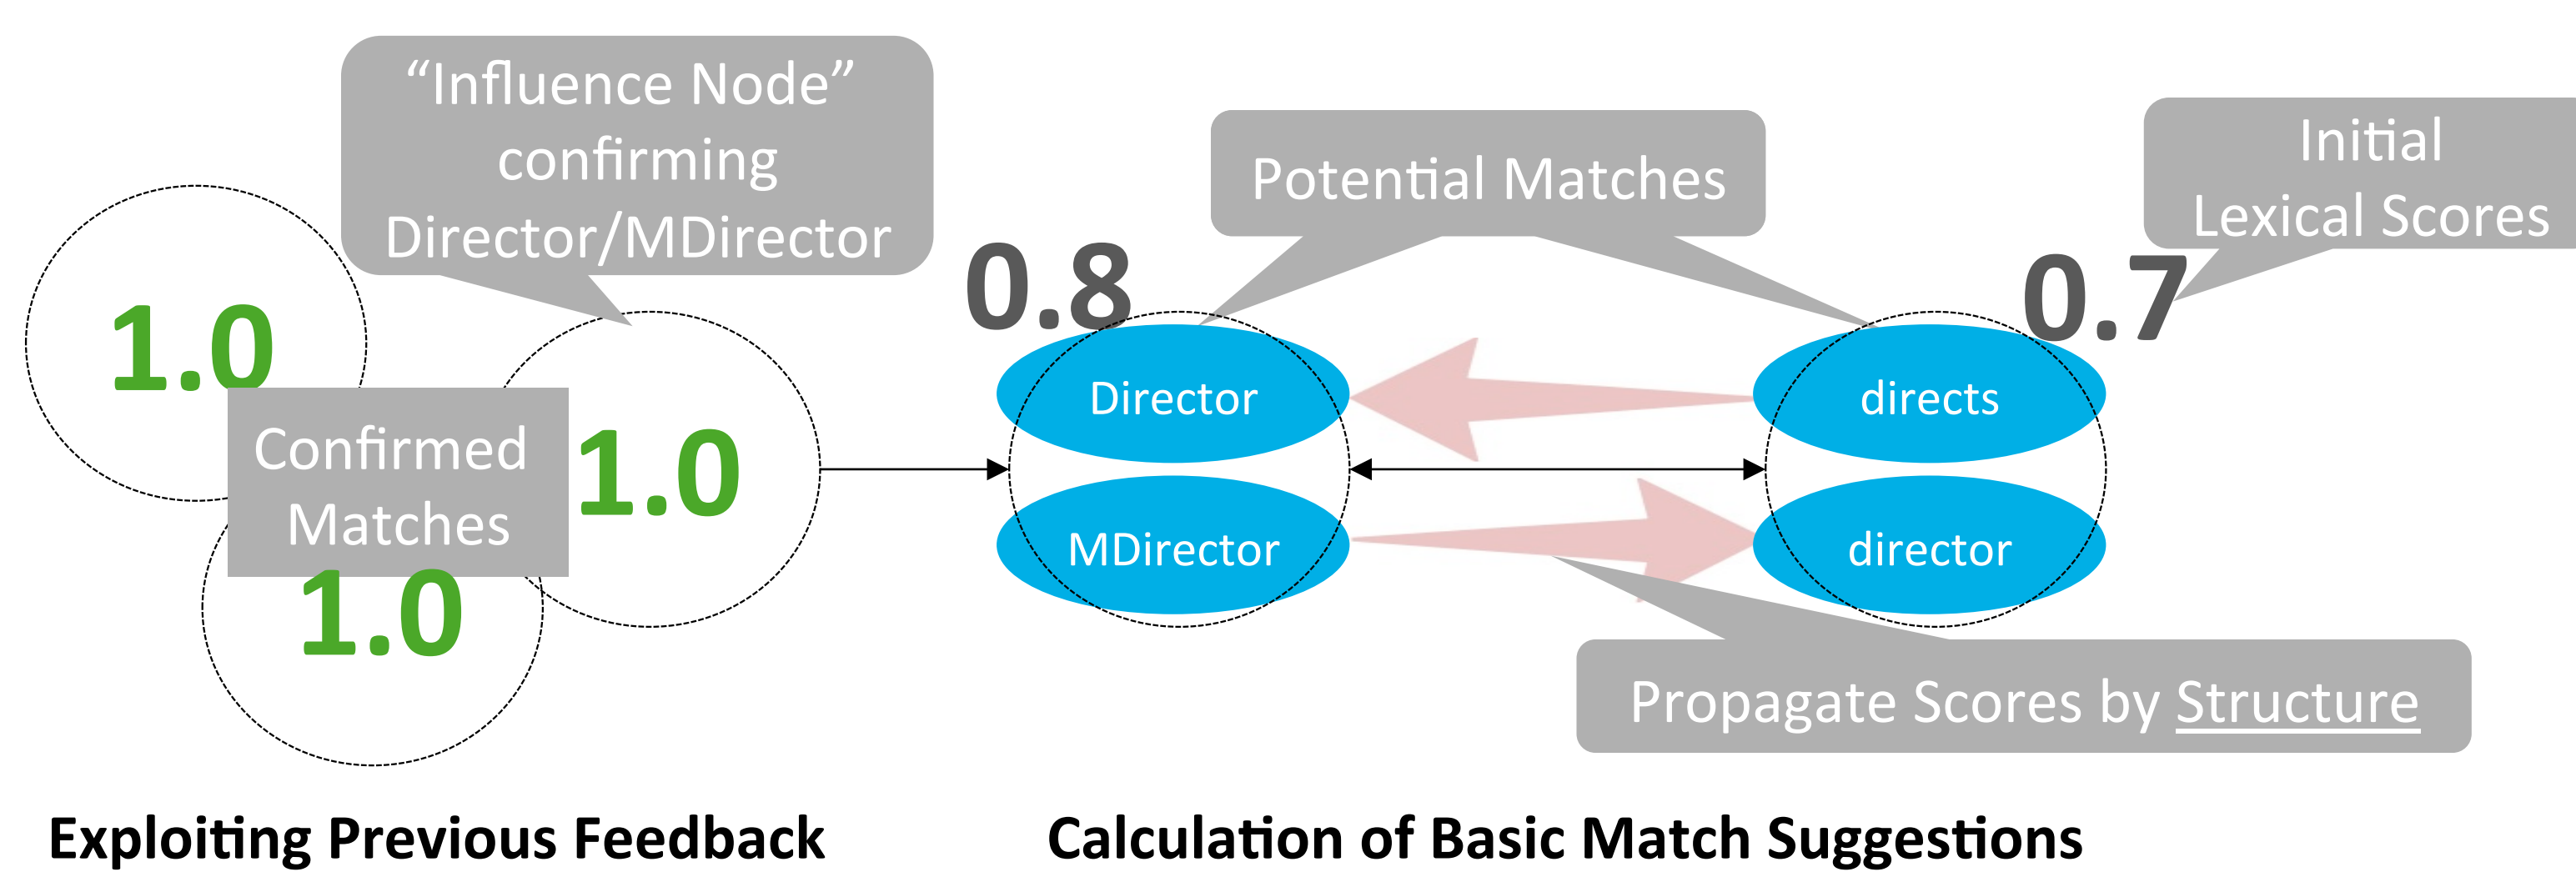 “Influence Node”
confirming
Director/MDirector
Potential Matches
Initial
Lexical Scores
0.8
0.7
1.0
Confirmed
Matches
1.0
1.0
Director
directs
MDirector
director
Propagate Scores by Structure
Exploiting Previous Feedback
Calculation of Basic Match Suggestions